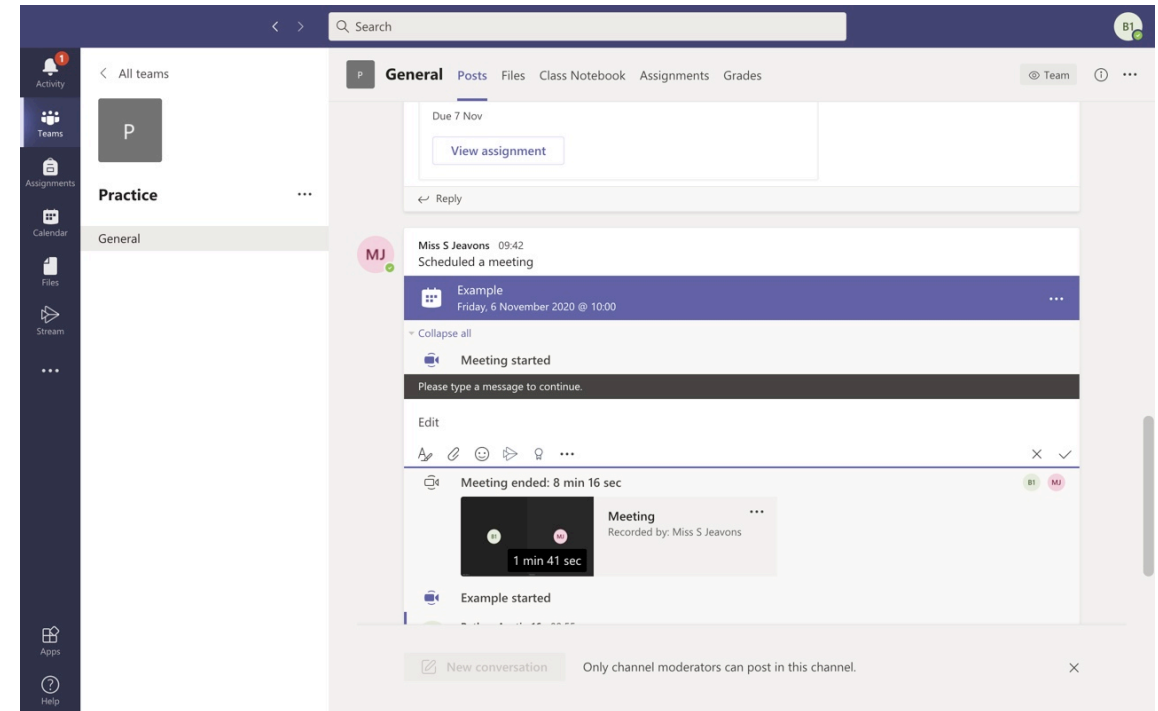 Search
B1
1
Activity
Teams
Assignments
Calendar
Files
Stream
Apps
Help
All teams
P
Practice
General
P
General Posts Files Class Notebook Assignments Grades
Team
Due 7 Nov
View assignment
Reply
MJ
Miss S Jeavons 09:42
Scheduled a meeting
Example
Friday, 6 November 2020 @ 10:00
Collapse all
Meeting started
Please type a message to continue.
Edit
Meeting ended: 8 min 16 sec
B1 MJ
B1 MJ
1 min 41 sec
Meeting
Recorded by: Miss S Jeavons
Example started
New conversation
Only channel moderators can post in this channel.